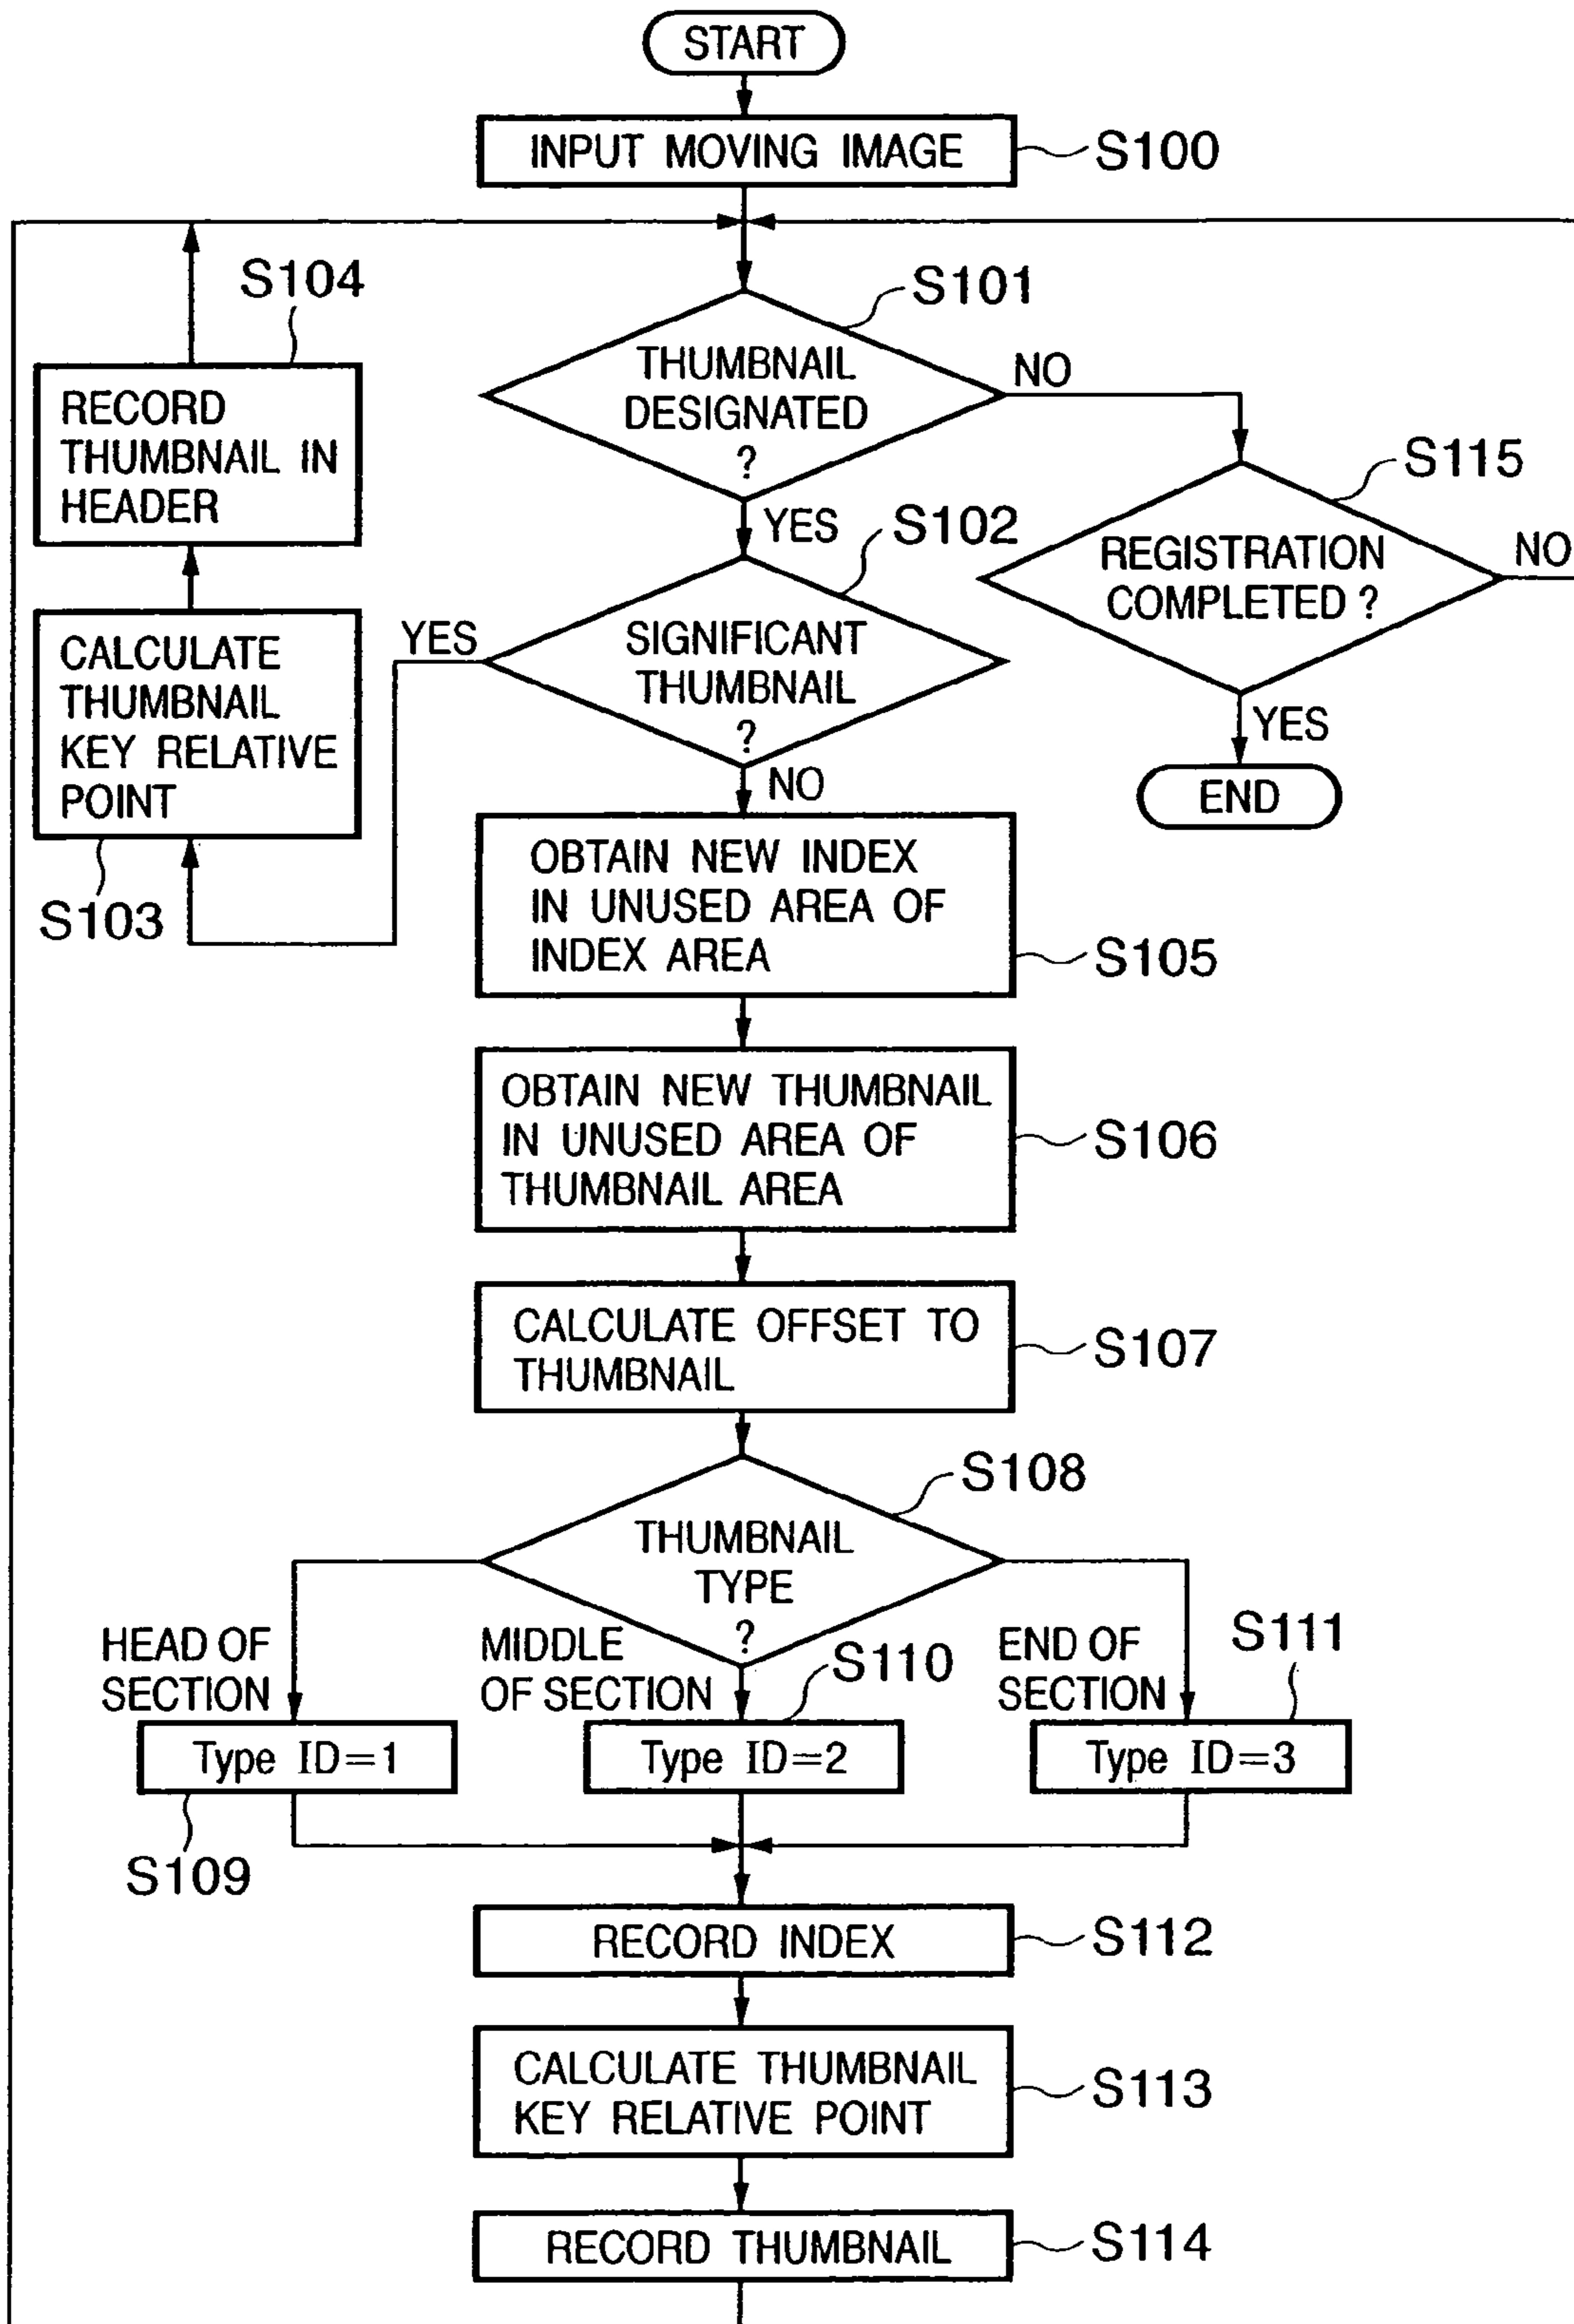 START
INPUT MOVING IMAGE
S100
S104
S101
THUMBNAIL
DESIGNATED
?
NO
RECORD
THUMBNAIL IN
HEADER
S115
YES
S102
REGISTRATION
COMPLETED ?
NO
CALCULATE
THUMBNAIL
KEY RELATIVE
POINT
YES
SIGNIFICANT
THUMBNAIL
?
YES
NO
END
S103
OBTAIN NEW INDEX
IN UNUSED AREA OF
INDEX AREA
S105
OBTAIN NEW THUMBNAIL
IN UNUSED AREA OF
THUMBNAIL AREA
S106
CALCULATE OFFSET TO
THUMBNAIL
S107
S108
THUMBNAIL
TYPE
?
HEAD OF
SECTION
MIDDLE
OF SECTION
S110
END OF
SECTION
S111
Type ID=1
Type ID=2
Type ID=3
S109
RECORD INDEX
S112
CALCULATE THUMBNAIL
KEY RELATIVE POINT
S113
RECORD THUMBNAIL
S114